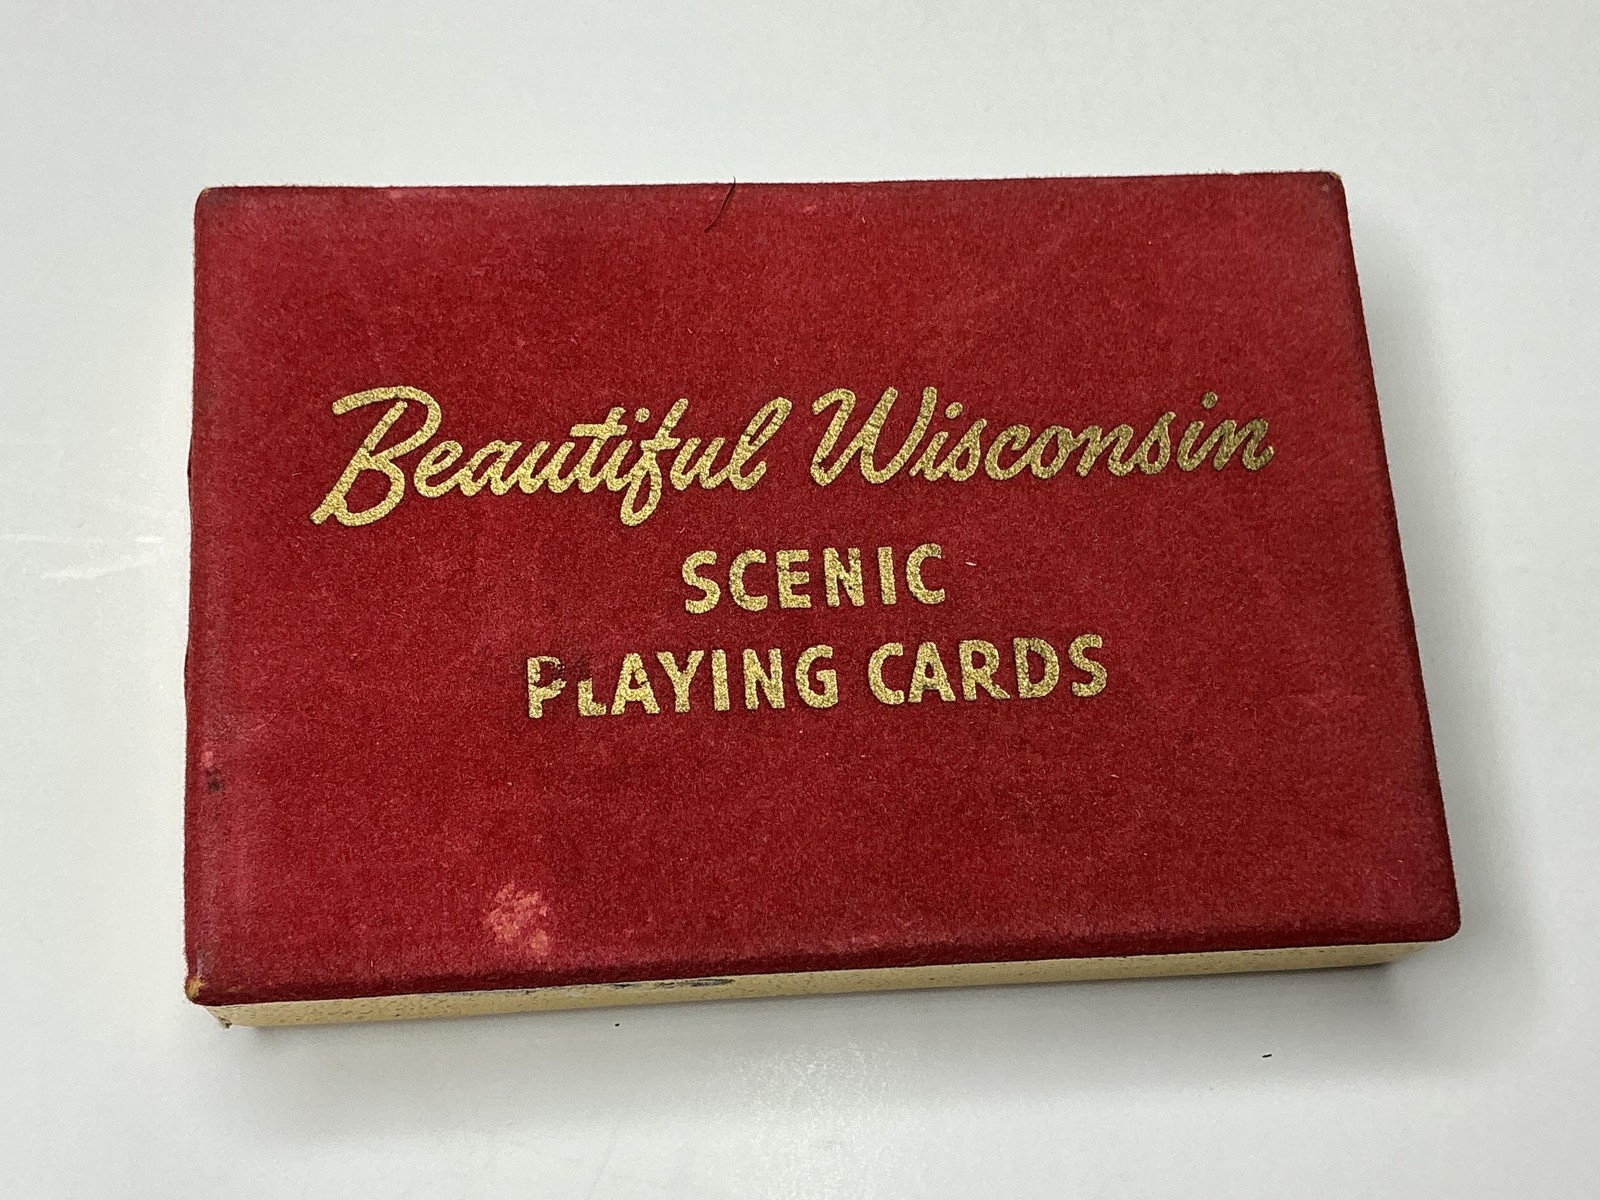 Beautiful Wisconsin
SCENIC
PLAYING CARDS